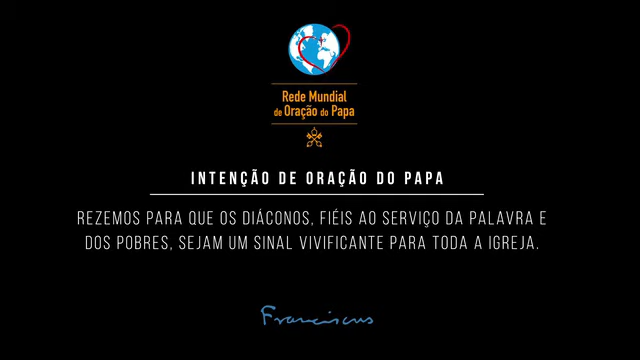 Rede Mundial
de Oração do Papa
INTENÇÃO DE ORAÇÃO DO PAPA
REZEMOS PARA QUE OS DIÁCONOS, FIÉIS AO SERVIÇO DA PALAVRA E
DOS POBRES, SEJAM UM SINAL VIVIFICANTE PARA TODA A IGREJA.
Franciscus